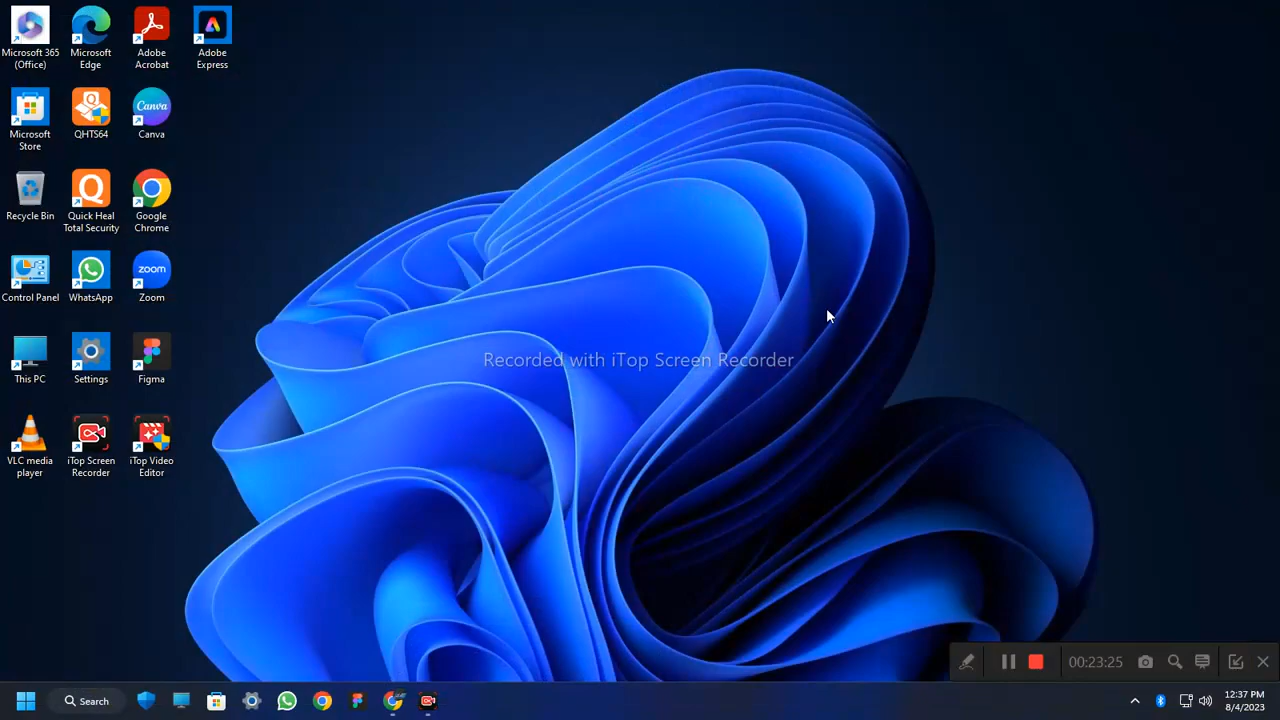 Microsoft 365
(Office)
Microsoft
Edge
Adobe
Acrobat
Adobe
Express
Microsoft
Store
QHTS64
Canva
Canva
Recycle Bin
Quick Heal
Total Security
Google
Chrome
Control Panel
WhatsApp
zoom
Zoom
This PC
Settings
Figma
VLC media
player
iTop Screen
Recorder
iTop Video
Editor
Recorded with iTop Screen Recorder
00:23:25
Search
12:37 PM
8/4/2023